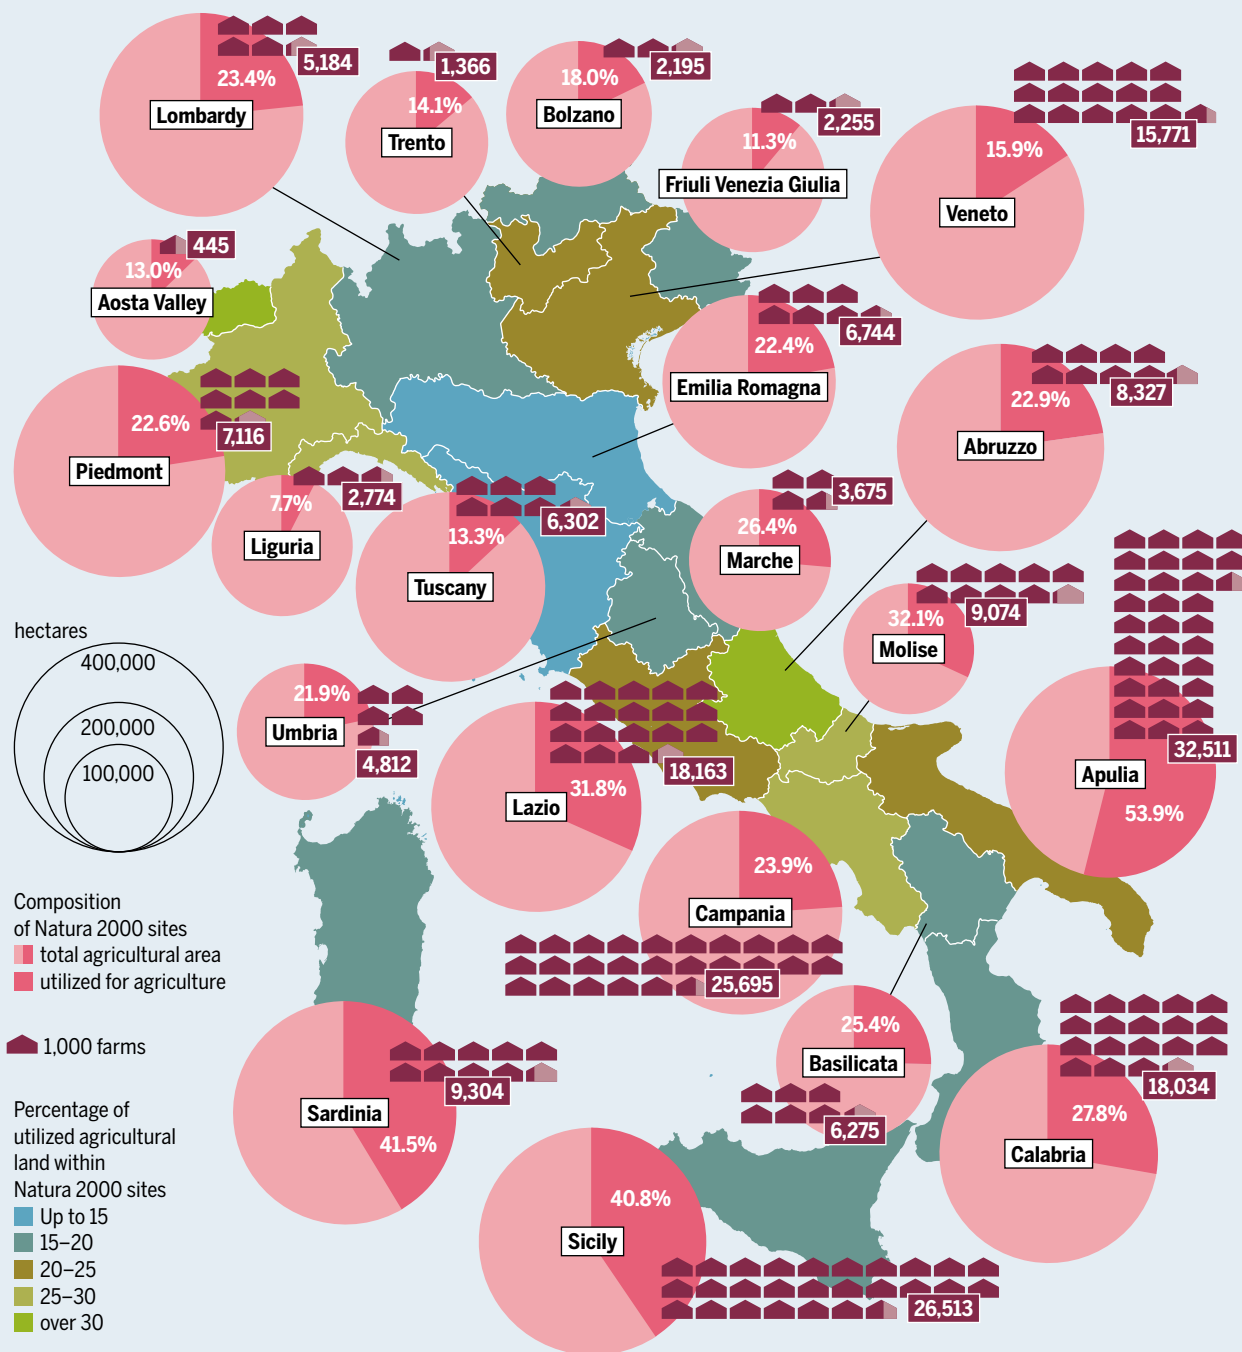 5,184
23.4%
Lombardy
1,366
14.1%
Trento
2,195
18.0%
Bolzano
2,255
11.3%
Friuli Venezia Giulia
15,771
15.9%
Veneto
445
13.0%
Aosta Valley
6,744
22.4%
Emilia Romagna
8,327
22.9%
Abruzzo
22.6%
7,116
Piedmont
2,774
7.7%
Liguria
6,302
13.3%
Tuscany
3,675
26.4%
Marche
9,074
32.1%
Molise
32,511
Apulia
53.9%
hectares
400,000
200,000
100,000
21.9%
Umbria
4,812
18,163
31.8%
Lazio
23.9%
Campania
25,695
25.4%
Basilicata
6,275
18,034
27.8%
Calabria
9,304
Sardinia
41.5%
40.8%
Sicily
26,513
Composition
of Natura 2000 sites
total agricultural area
utilized for agriculture
1,000 farms
Percentage of
utilized agricultural
land within
Natura 2000 sites
Up to 15
15–20
20–25
25–30
over 30